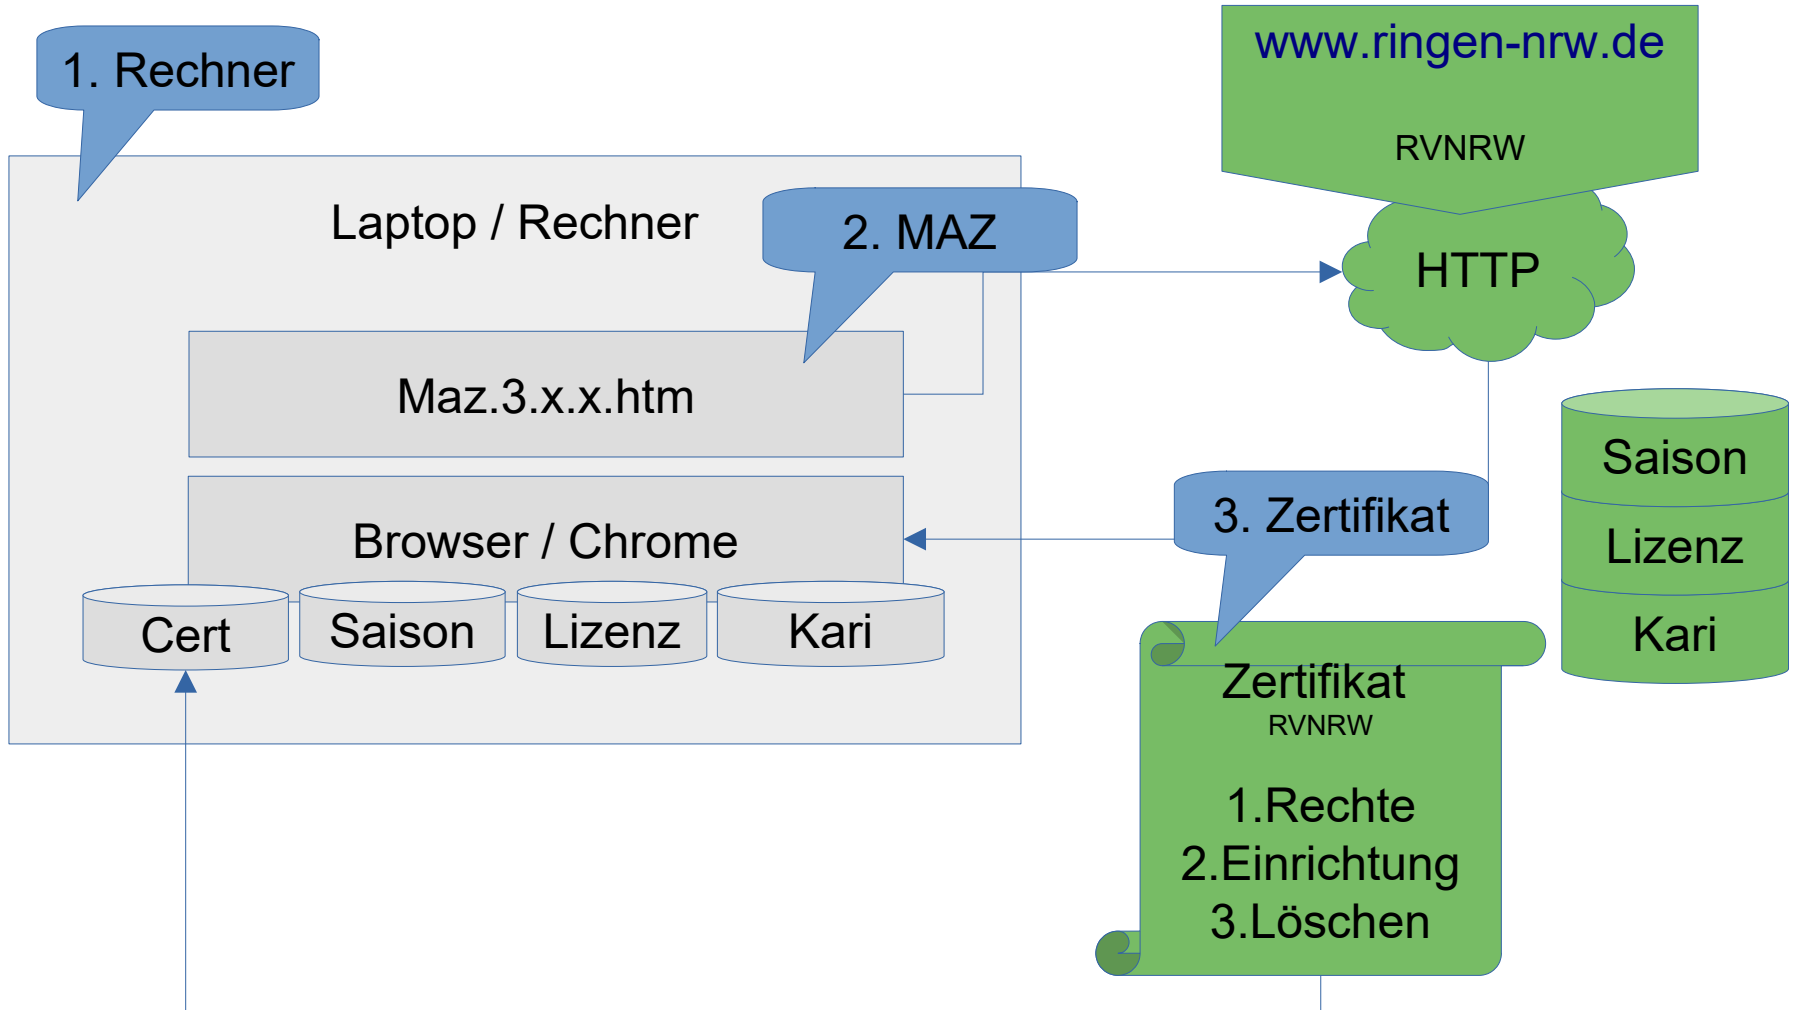 1. Rechner
www.ringen-nrw.de
RVNRW
Laptop / Rechner
2. MAZ
HTTP
Maz.3.x.x.htm
Saison
Lizenz
Kari
3. Zertifikat
Browser / Chrome
Cert
Saison
Lizenz
Kari
Zertifikat
RVNRW
1.Rechte
2.Einrichtung
3.Löschen